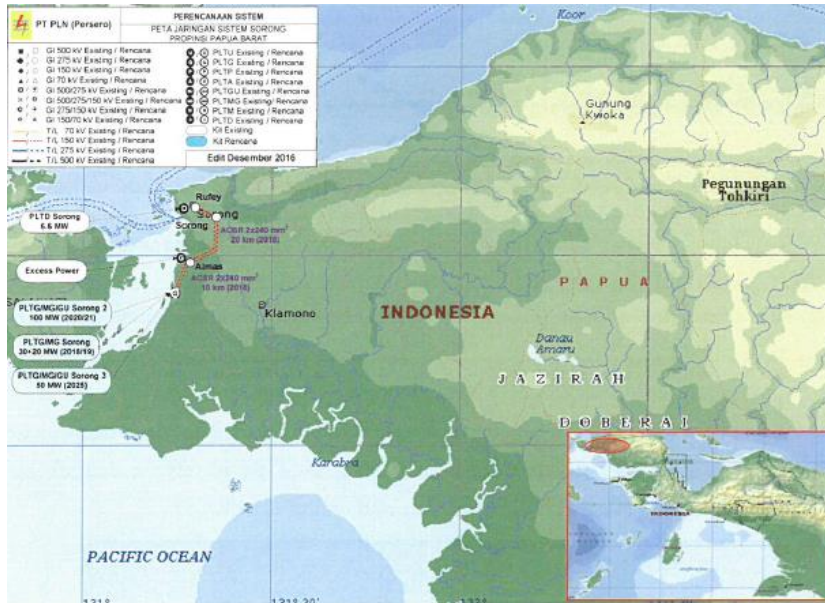 PT PLN (Persero)
PERENCANAAN SISTEM
PETA JARINGAN SISTEM SORONG
PROPINSI PAPUA BARAT
GI 500 kV Existing / Rencana
GI 275 kV Existing / Rencana
GI 150 kV Existing / Rencana
GI 70 kV Existing / Rencana
GI 500/275 kV Existing / Rencana
GI 500/275/150 kV Existing / Rencana
GI 275/150 kV Existing / Rencana
GI 150/70 kV Existing / Rencana
T/L 70 kV Existing / Rencana
T/L 150 kV Existing / Rencana
T/L 275 kV Existing / Rencana
T/L 500 kV Existing / Rencana
PLTU Existing / Rencana
PLTG Existing / Rencana
PLTP Existing / Rencana
PLTA Existing / Rencana
PLTGU Existing / Rencana
PLTMG Existing / Rencana
PLTM Existing / Rencana
PLTD Existing / Rencana
Kit Existing
Kit Rencana
Edit Desember 2016
Koor
Gunung
Kwoka
Pegunungan
Tohkiri
PLTD Sorong
6.6 MW
Rufey
Sorong
Sorong
ACSR 2x240 mm²
20 km (2018)
Excess Power
Aimas
ACSR 2x240 mm²
10 km (2018)
PLTG/MG/GU Sorong 2
100 MW (2020/21)
Klamono
PLTG/MG Sorong
30+20 MW (2018/19)
PLTG/MG/GU Sorong 3
50 MW (2025)
INDONESIA
PAPUA
Danau
Amaru
JAZIRAH
DOBERAI
Karabra
PACIFIC OCEAN
131°
131° 30'
132°
INDONESIA